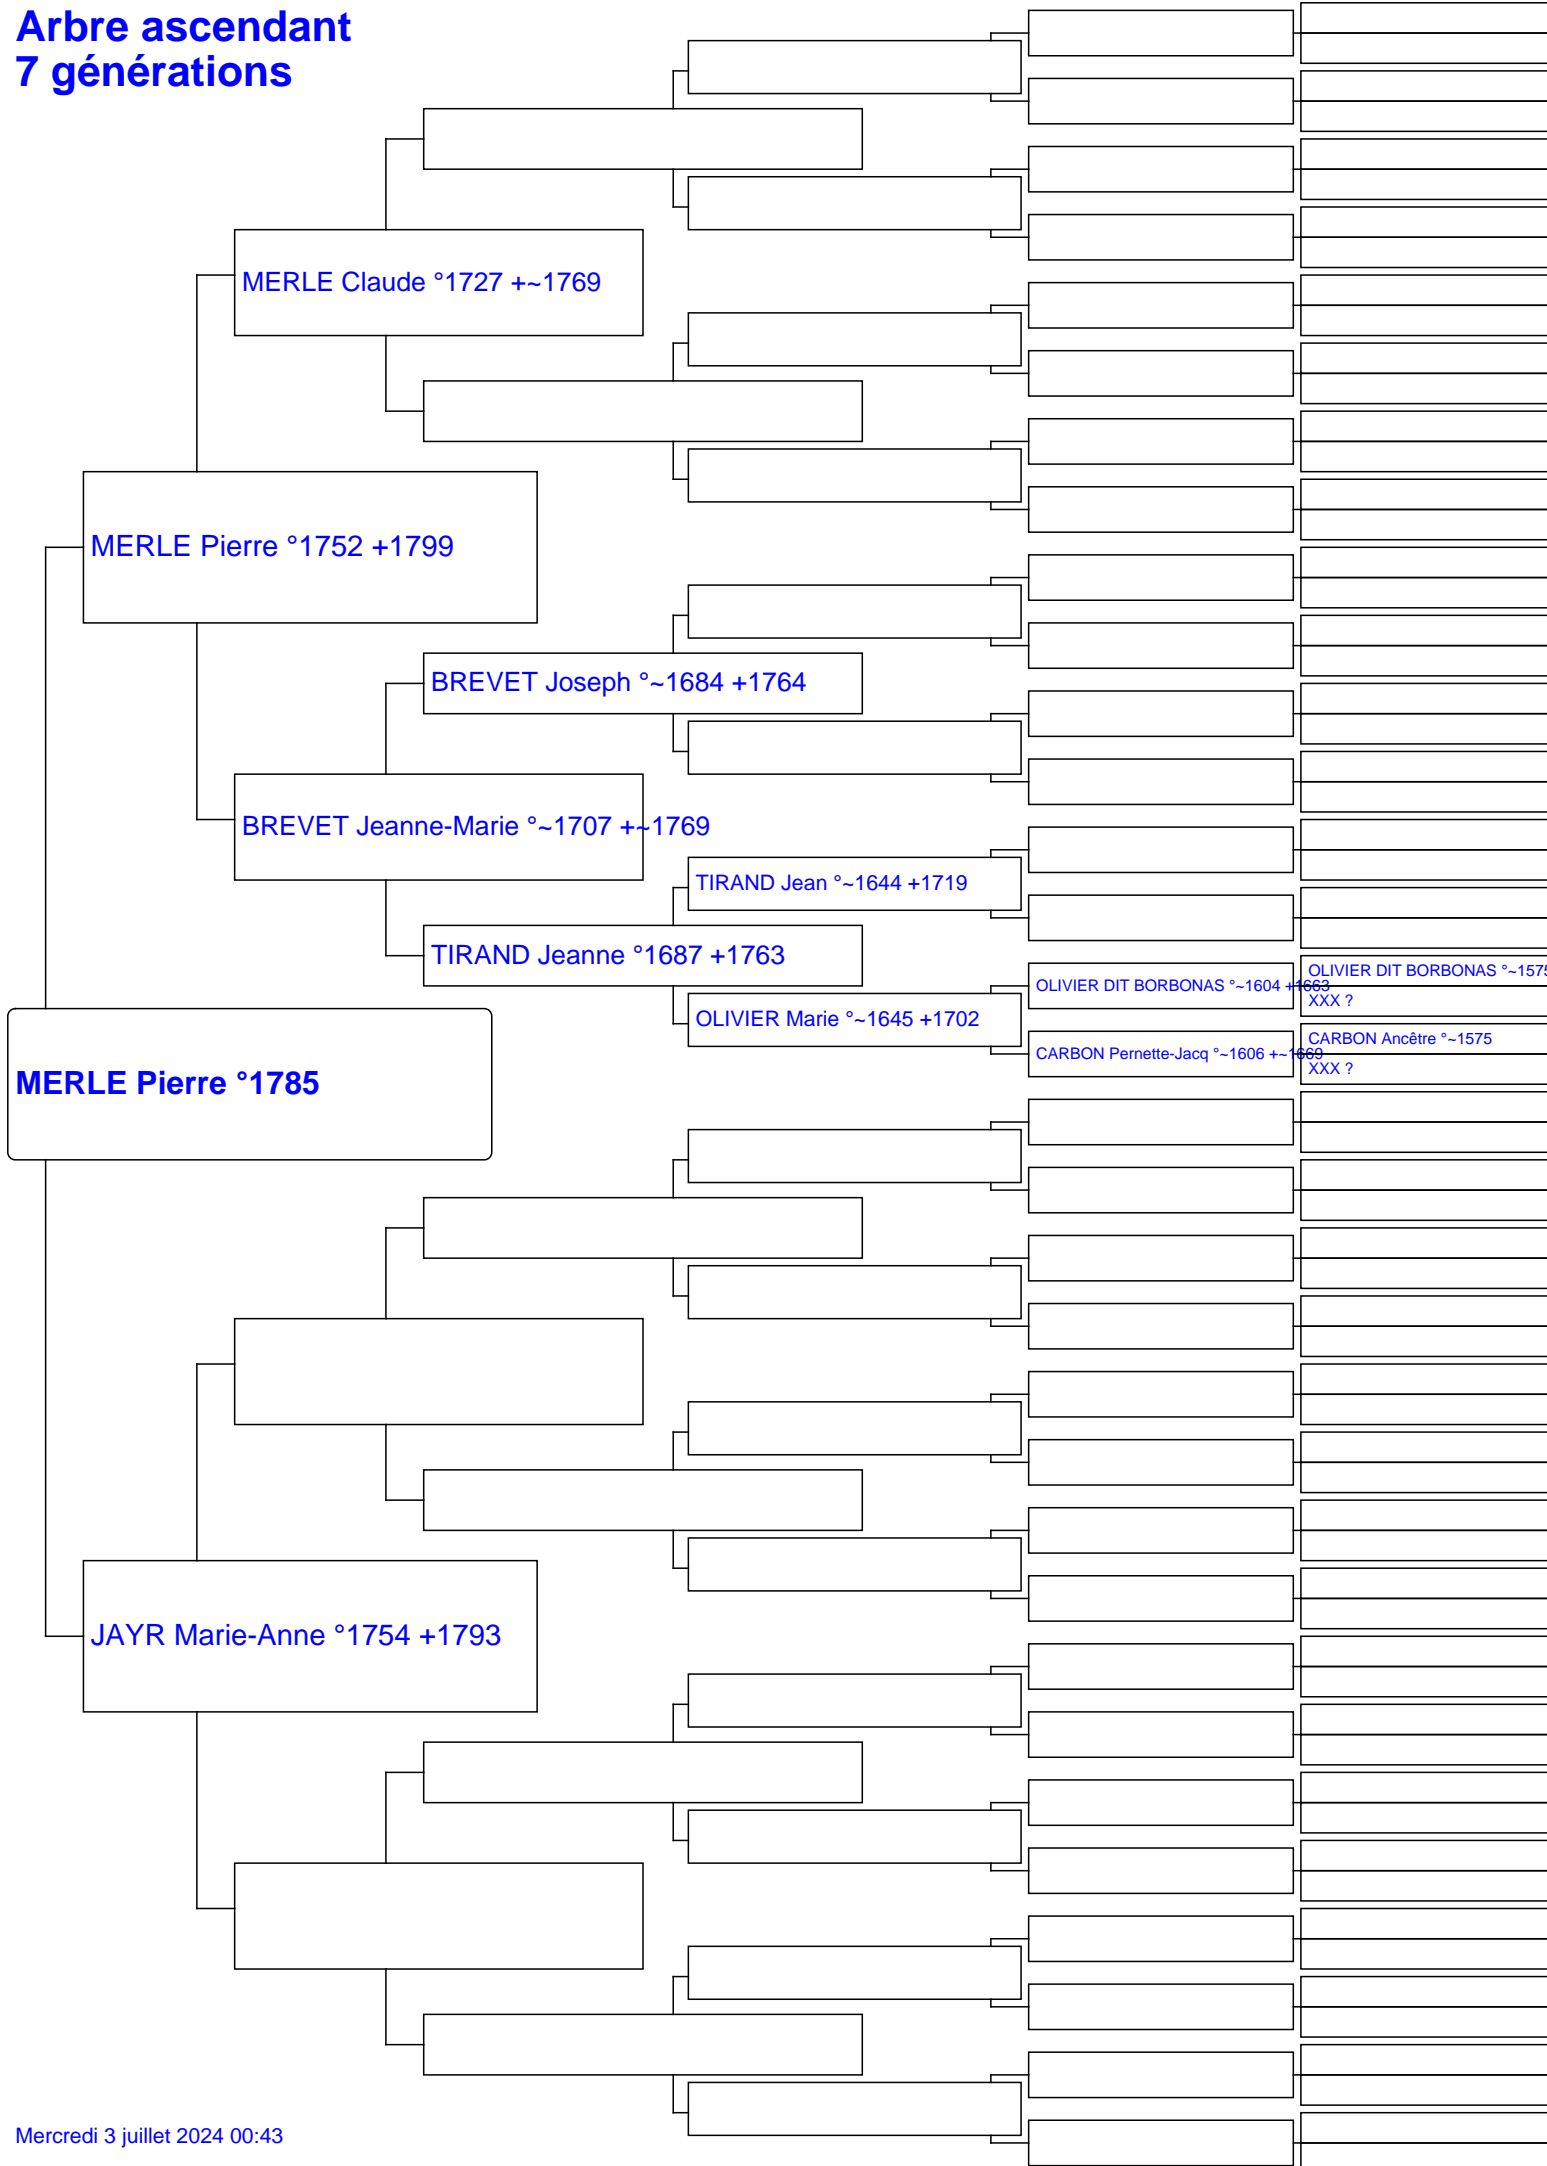 Arbre ascendant
7 générations
MERLE Claude °1727 +~1769
MERLE Pierre °1752 +1799
BREVET Joseph °~1684 +1764
BREVET Jeanne-Marie °~1707 +~1769
TIRAND Jean °~1644 +1719
TIRAND Jeanne °1687 +1763
OLIVIER DIT BORBONAS °~1575
OLIVIER DIT BORBONAS °~1604 +1663
XXX ?
OLIVIER Marie °~1645 +1702
CARBON Ancêtre °~1575
CARBON Pernette-Jacq °~1606 +~1669
XXX ?
MERLE Pierre °1785
JAYR Marie-Anne °1754 +1793
Mercredi 3 juillet 2024 00:43